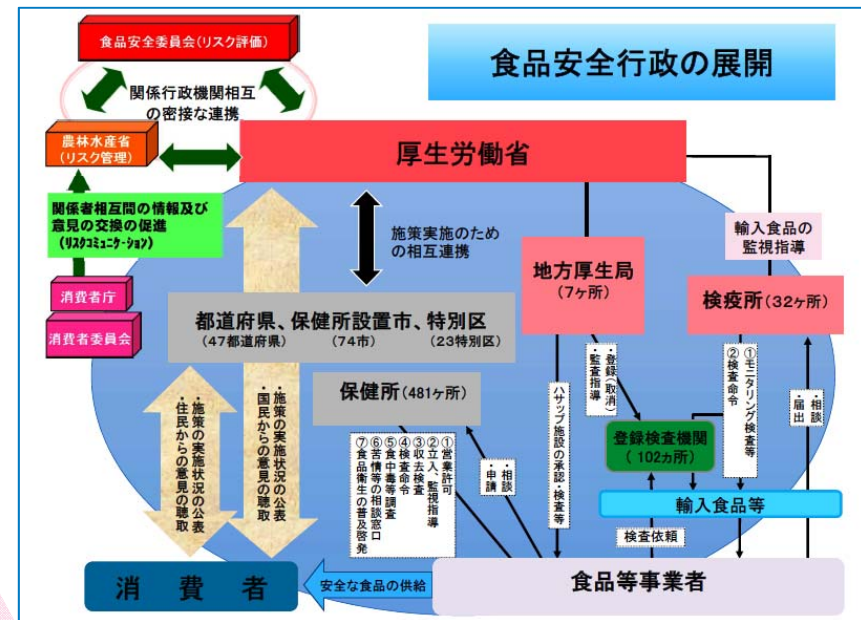 食品安全委員会(リスク評価)
食品安全行政の展開
関係行政機関相互
の密接な連携
農林水産省
(リスク管理)
厚生労働省
関係者相互間の情報及び
意見の交換の促進
(リスクコミュニケーション)
施策実施のため
の相互連携
輸入食品の
監視指導
地方厚生局
(7ヶ所)
検疫所(32ヶ所)
消費者庁
消費者委員会
都道府県、保健所設置市、特別区
(47都道府県)
(74市)
(23特別区)
保健所(481ヶ所)
・施策の実施状況の公表
・住民からの意見の聴取
・施策の実施状況の公表
・国民からの意見の聴取
①営業許可
②立入、監視指導
③収去検査
④検査命令
⑤食中毒等調査
⑥苦情等の相談窓口
⑦食品衛生の普及啓発
・相談
・申請
ハサップ施設の承認・検査等
・登録(取消)
・監査指導
①モニタリング検査等
②検査命令
・相談
・届出
登録検査機関
(102ヵ所)
輸入食品等
検査依頼
消費者
安全な食品の供給
食品等事業者